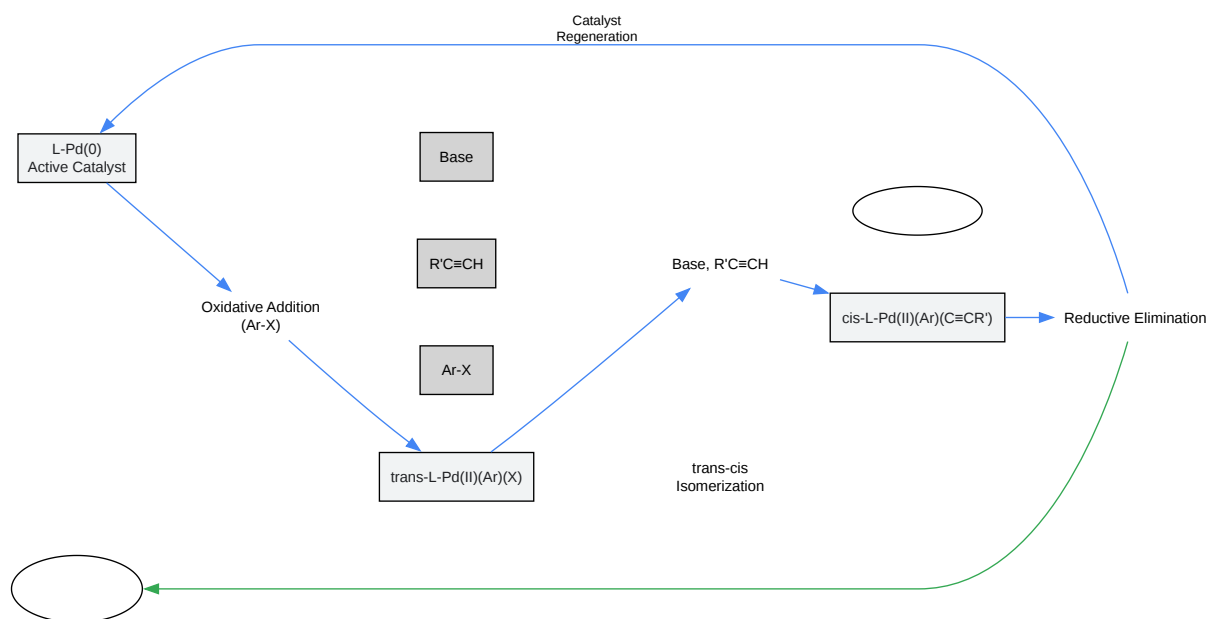 Catalyst
Regeneration
L-Pd(0)
Active Catalyst
Base
R'C≡CH
Base, R'C≡CH
Oxidative Addition
(Ar-X)
cis-L-Pd(II)(Ar)(C≡CR')
Reductive Elimination
Ar-X
trans-L-Pd(II)(Ar)(X)
trans-cis
Isomerization